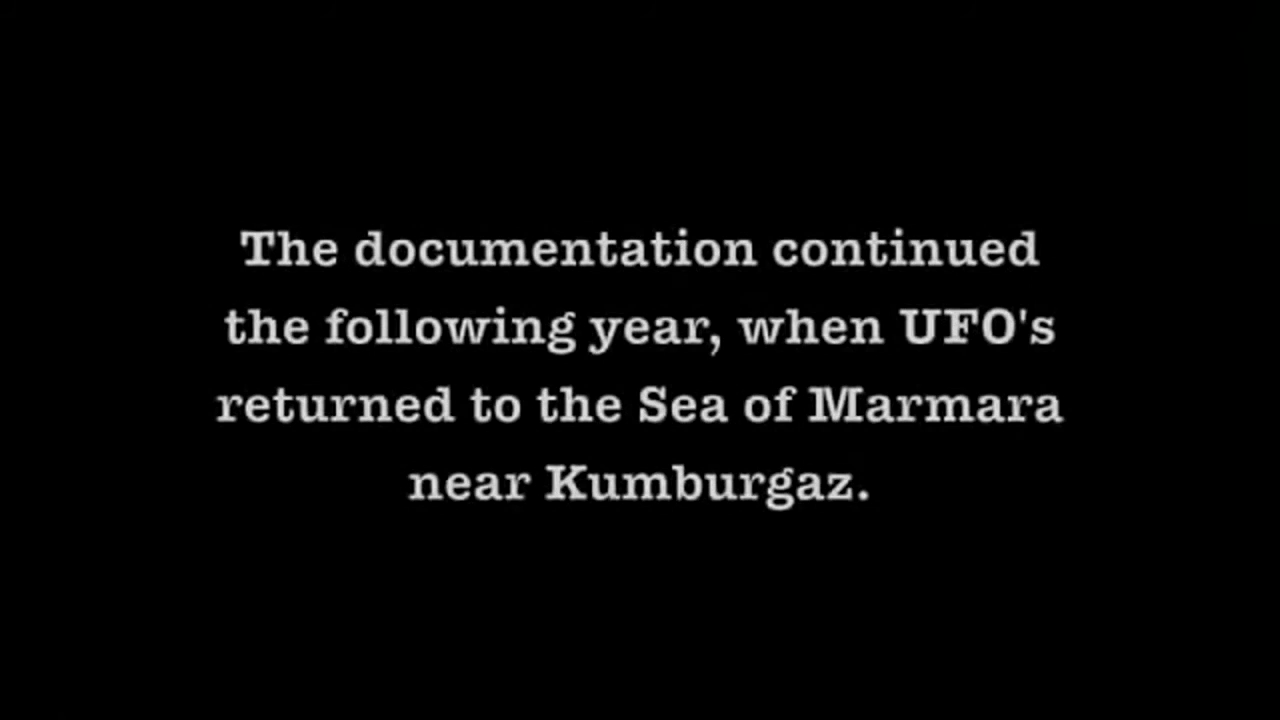 The documentation continued
the following year, when UFO's
returned to the Sea of Marmara
near Kumburgaz.